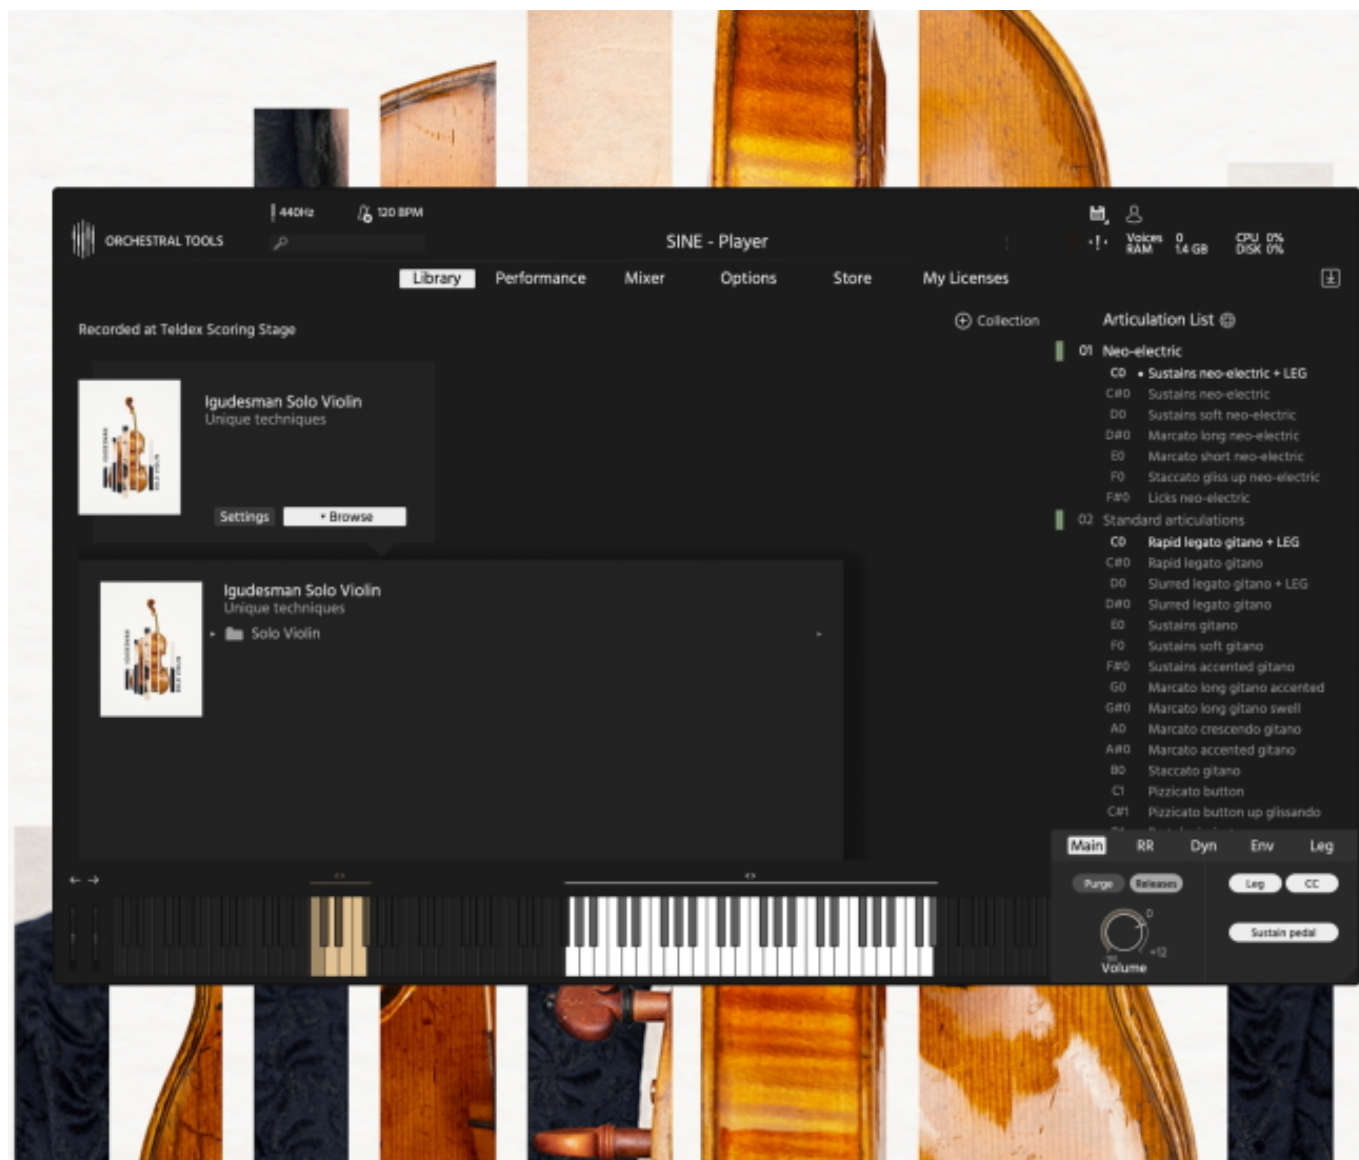 440Hz
120 BPM
ORCHESTRAL TOOLS
SINE - Player
Voices 0
RAM 1.4 GB
CPU 0%
DISK 0%
Library
Performance
Mixer
Options
Store
My Licenses
Recorded at Teldex Scoring Stage
Collection
Igudesman Solo Violin
Unique techniques
IGUDESMAN
SOLO VIOLIN
Settings
Browse
Igudesman Solo Violin
Unique techniques
IGUDESMAN
SOLO VIOLIN
Solo Violin
Articulation List
01 Neo-electric
C0 • Sustains neo-electric + LEG
C#0 Sustains neo-electric
D0 Sustains soft neo-electric
D#0 Marcato long neo-electric
E0 Marcato short neo-electric
F0 Staccato gliss up neo-electric
F#0 Licks neo-electric
02 Standard articulations
C0 Rapid legato gitano + LEG
C#0 Rapid legato gitano
D0 Slurred legato gitano + LEG
D#0 Slurred legato gitano
E0 Sustains gitano
F0 Sustains soft gitano
F#0 Sustains accented gitano
G0 Marcato long gitano accented
G#0 Marcato long gitano swell
A0 Marcato crescendo gitano
A#0 Marcato accented gitano
B0 Staccato gitano
C1 Pizzicato button
C#1 Pizzicato button up glissando
Main
RR
Dyn
Env
Leg
Purge
Releases
Leg
CC
Sustain pedal
0
+12
Volume